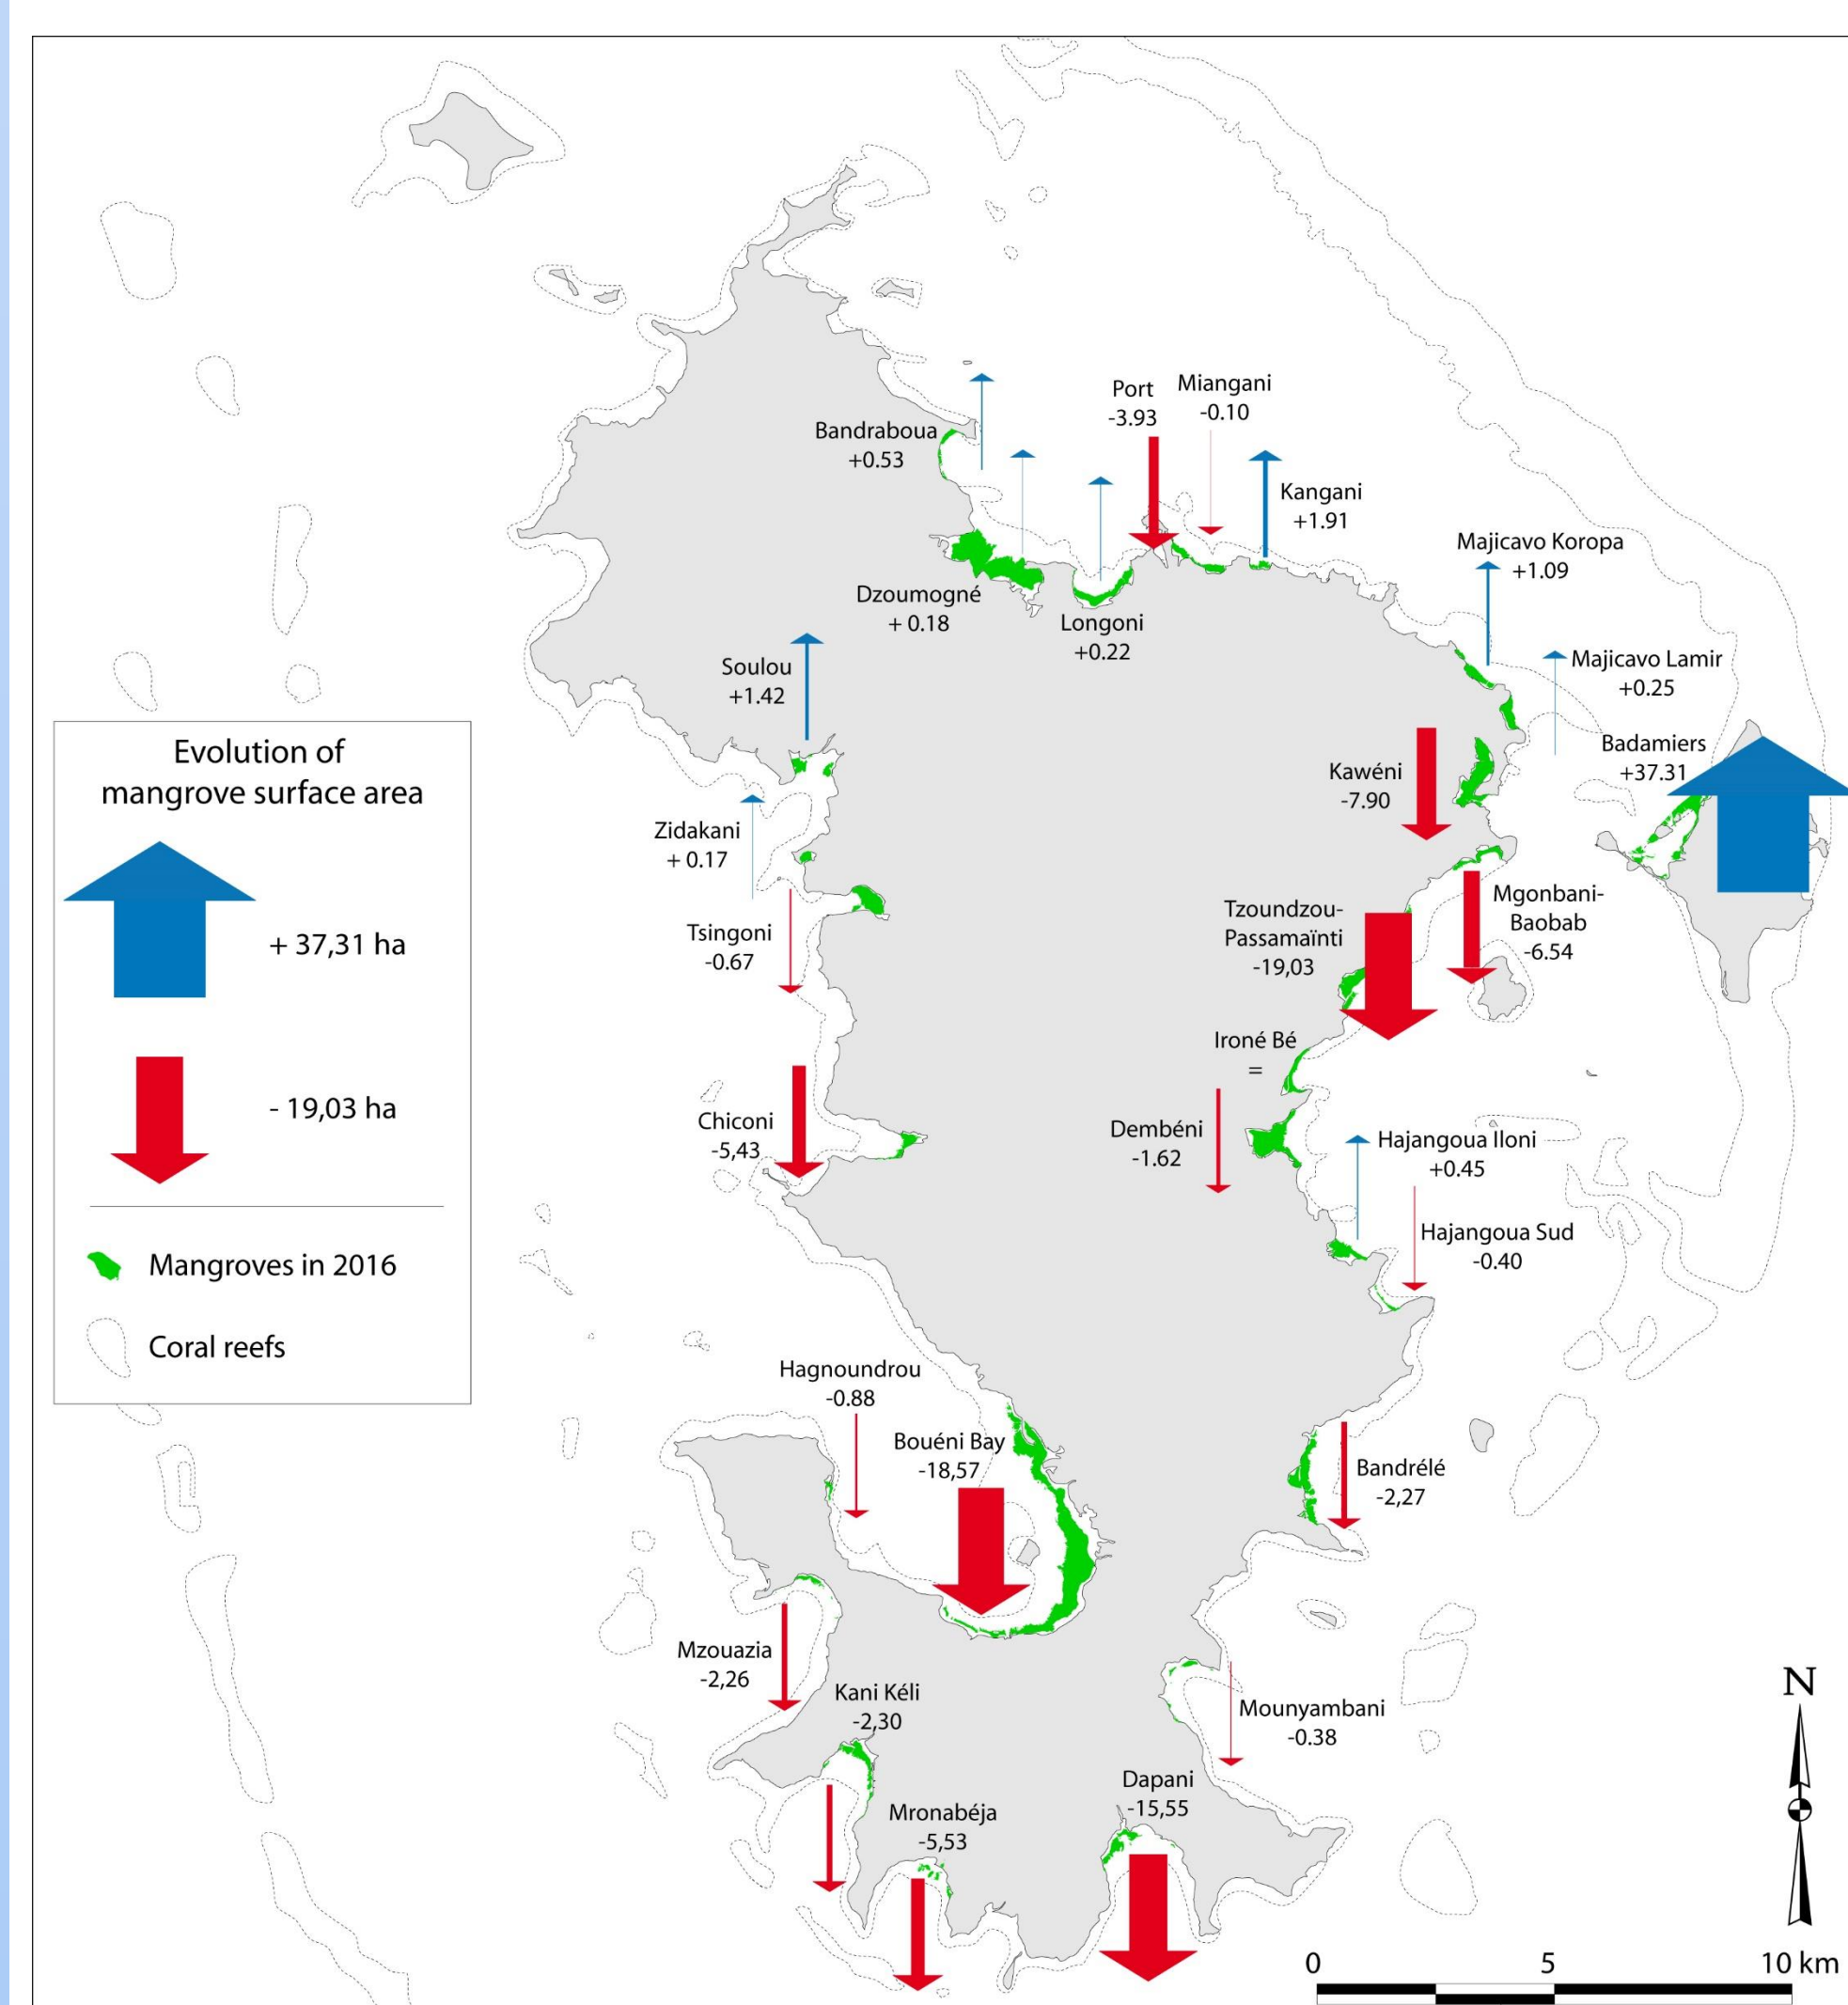 Port
-3.93
Miangani
-0.10
Bandraboua
+0.53
Kangani
+1.91
Majicavo Koropa
+1.09
Dzoumogné
+ 0.18
Longoni
+0.22
Soulou
+1.42
Majicavo Lamir
+0.25
Evolution of
mangrove surface area
+ 37,31 ha
- 19,03 ha
Mangroves in 2016
Coral reefs
Badamiers
+37.31
Kawéni
-7.90
Zidakani
+ 0.17
Mgonbani-
Baobab
-6.54
Tzoundzou-
Passamaïnti
-19,03
Tsingoni
-0.67
Ironé Bé
=
Chiconi
-5,43
Dembéni
-1.62
Hajangoua Iloni
+0.45
Hajangoua Sud
-0.40
Hagnoundrou
-0.88
Bouéni Bay
-18,57
Bandrélé
-2,27
Mzouazia
-2,26
Kani Kéli
-2,30
Mounyambani
-0.38
Dapani
-15,55
Mronabéja
-5,53
N
0 5 10 km